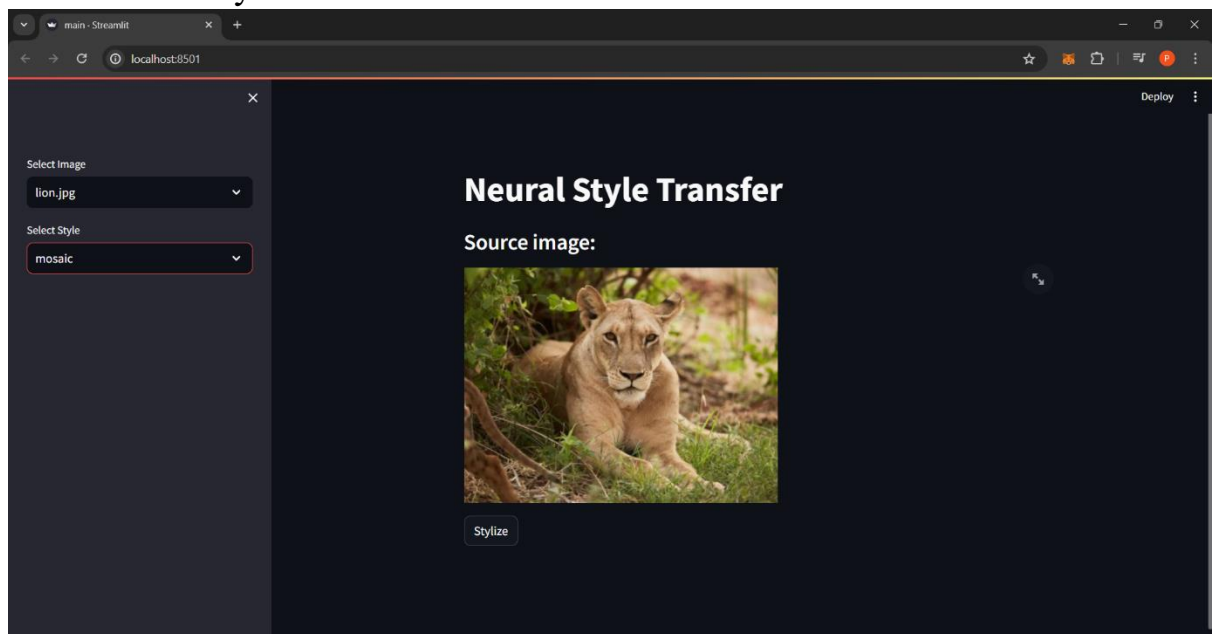 main · Streamlit
localhost:8501
P
Deploy
Select Image
lion.jpg
Select Style
mosaic
Neural Style Transfer
Source image:
Stylize